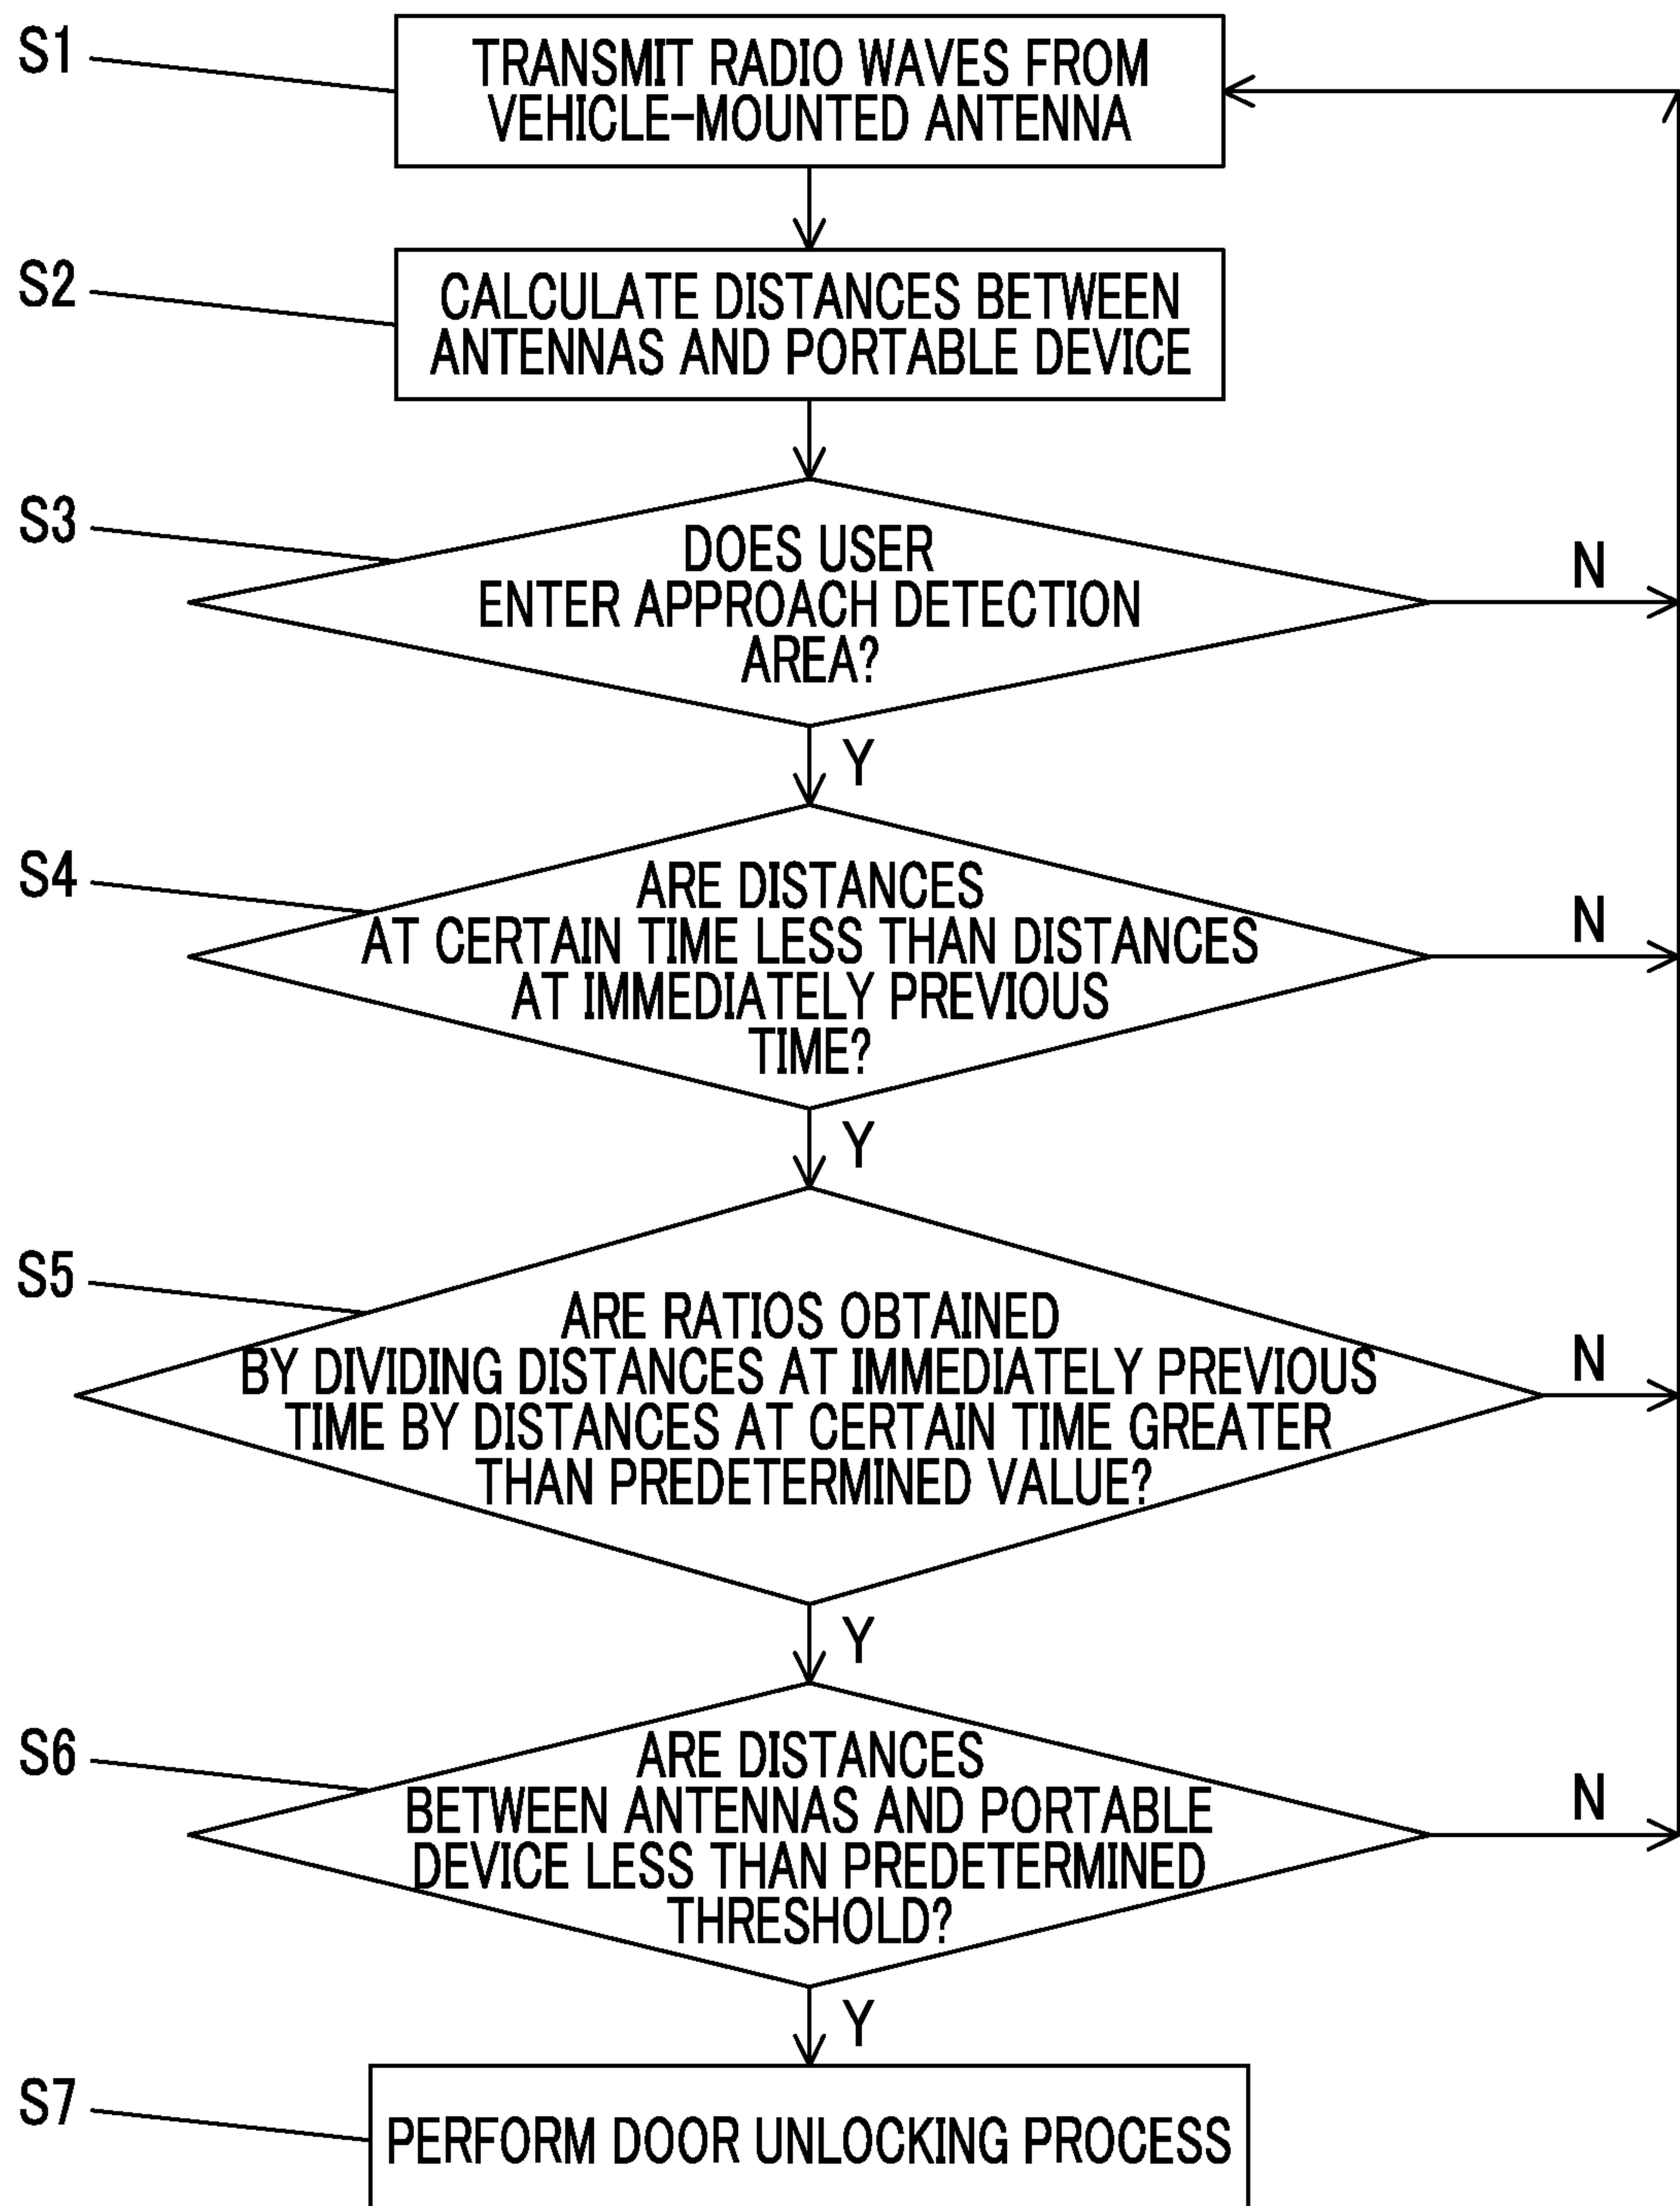 S1
TRANSMIT RADIO WAVES FROM
VEHICLE-MOUNTED ANTENNA
S2
CALCULATE DISTANCES BETWEEN
ANTENNAS AND PORTABLE DEVICE
S3
DOES USER
ENTER APPROACH DETECTION
AREA?
N
Y
S4
ARE DISTANCES
AT CERTAIN TIME LESS THAN DISTANCES
AT IMMEDIATELY PREVIOUS
TIME?
N
Y
S5
ARE RATIOS OBTAINED
BY DIVIDING DISTANCES AT IMMEDIATELY PREVIOUS
TIME BY DISTANCES AT CERTAIN TIME GREATER
THAN PREDETERMINED VALUE?
N
Y
S6
ARE DISTANCES
BETWEEN ANTENNAS AND PORTABLE
DEVICE LESS THAN PREDETERMINED
THRESHOLD?
N
Y
S7
PERFORM DOOR UNLOCKING PROCESS